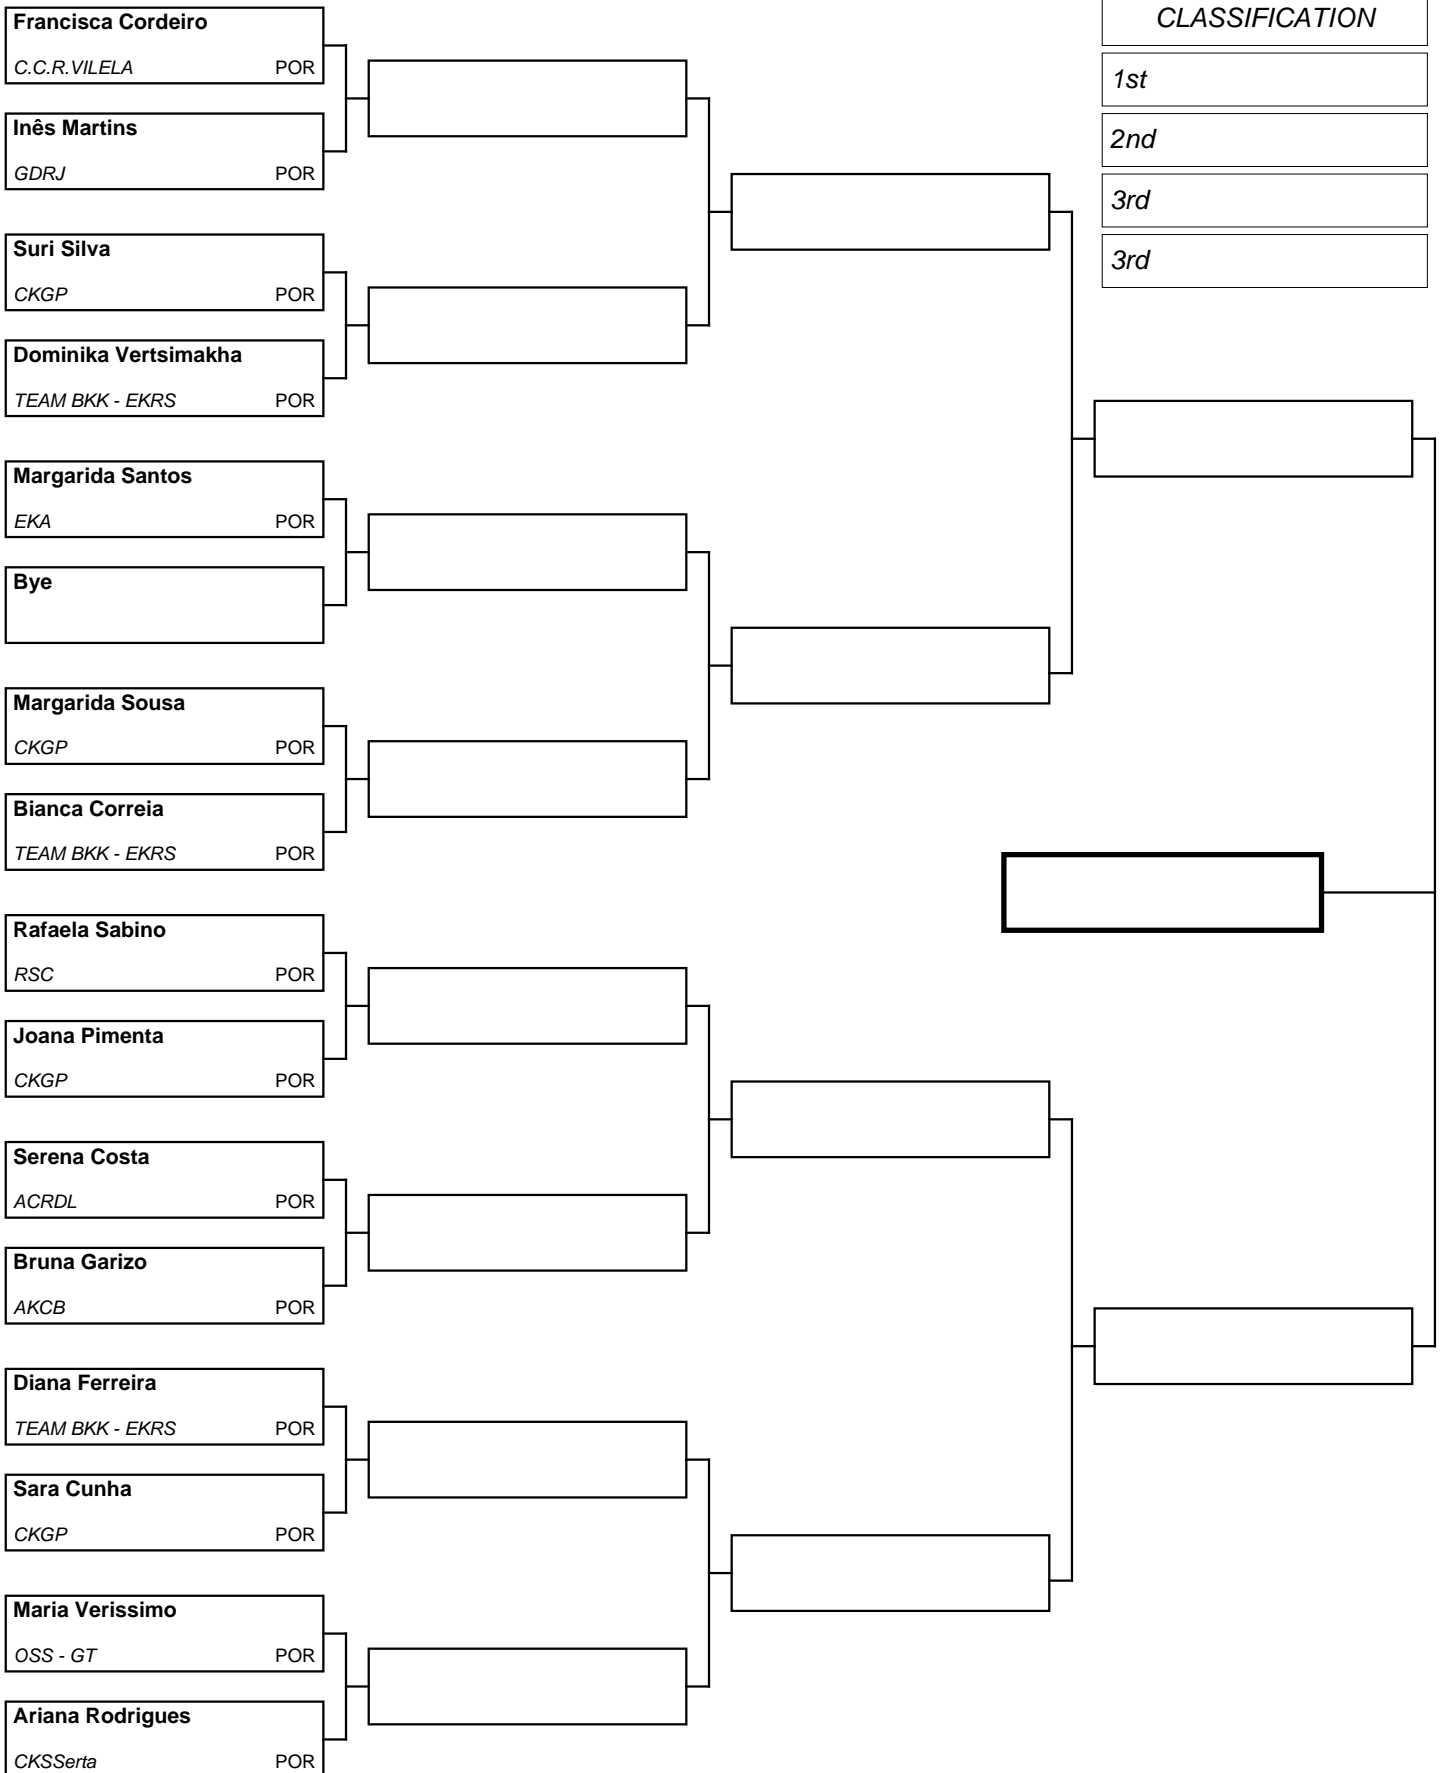 Francisca Cordeiro
C.C.R.VILELA POR
Inês Martins
GDRJ POR
Suri Silva
CKGP POR
Dominika Vertsimakha
TEAM BKK - EKRS POR
Margarida Santos
EKA POR
Bye
Margarida Sousa
CKGP POR
Bianca Correia
TEAM BKK - EKRS POR
Rafaela Sabino
RSC POR
Joana Pimenta
CKGP POR
Serena Costa
ACRDL POR
Bruna Garizo
AKCB POR
Diana Ferreira
TEAM BKK - EKRS POR
Sara Cunha
CKGP POR
Maria Verissimo
OSS - GT POR
Ariana Rodrigues
CKSSerta POR
CLASSIFICATION
1st
2nd
3rd
3rd